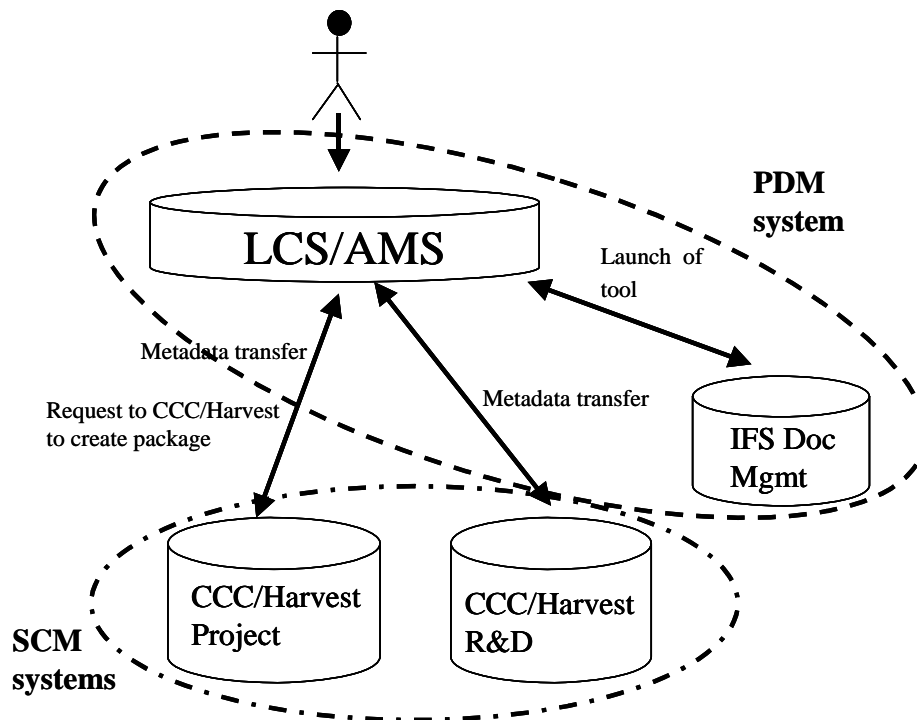 PDM
system
LCS/AMS
Launch of
tool
Metadata transfer
Request to CCC/Harvest
to create package
Metadata transfer
IFS Doc
Mgmt
CCC/Harvest
Project
CCC/Harvest
R&D
SCM
systems